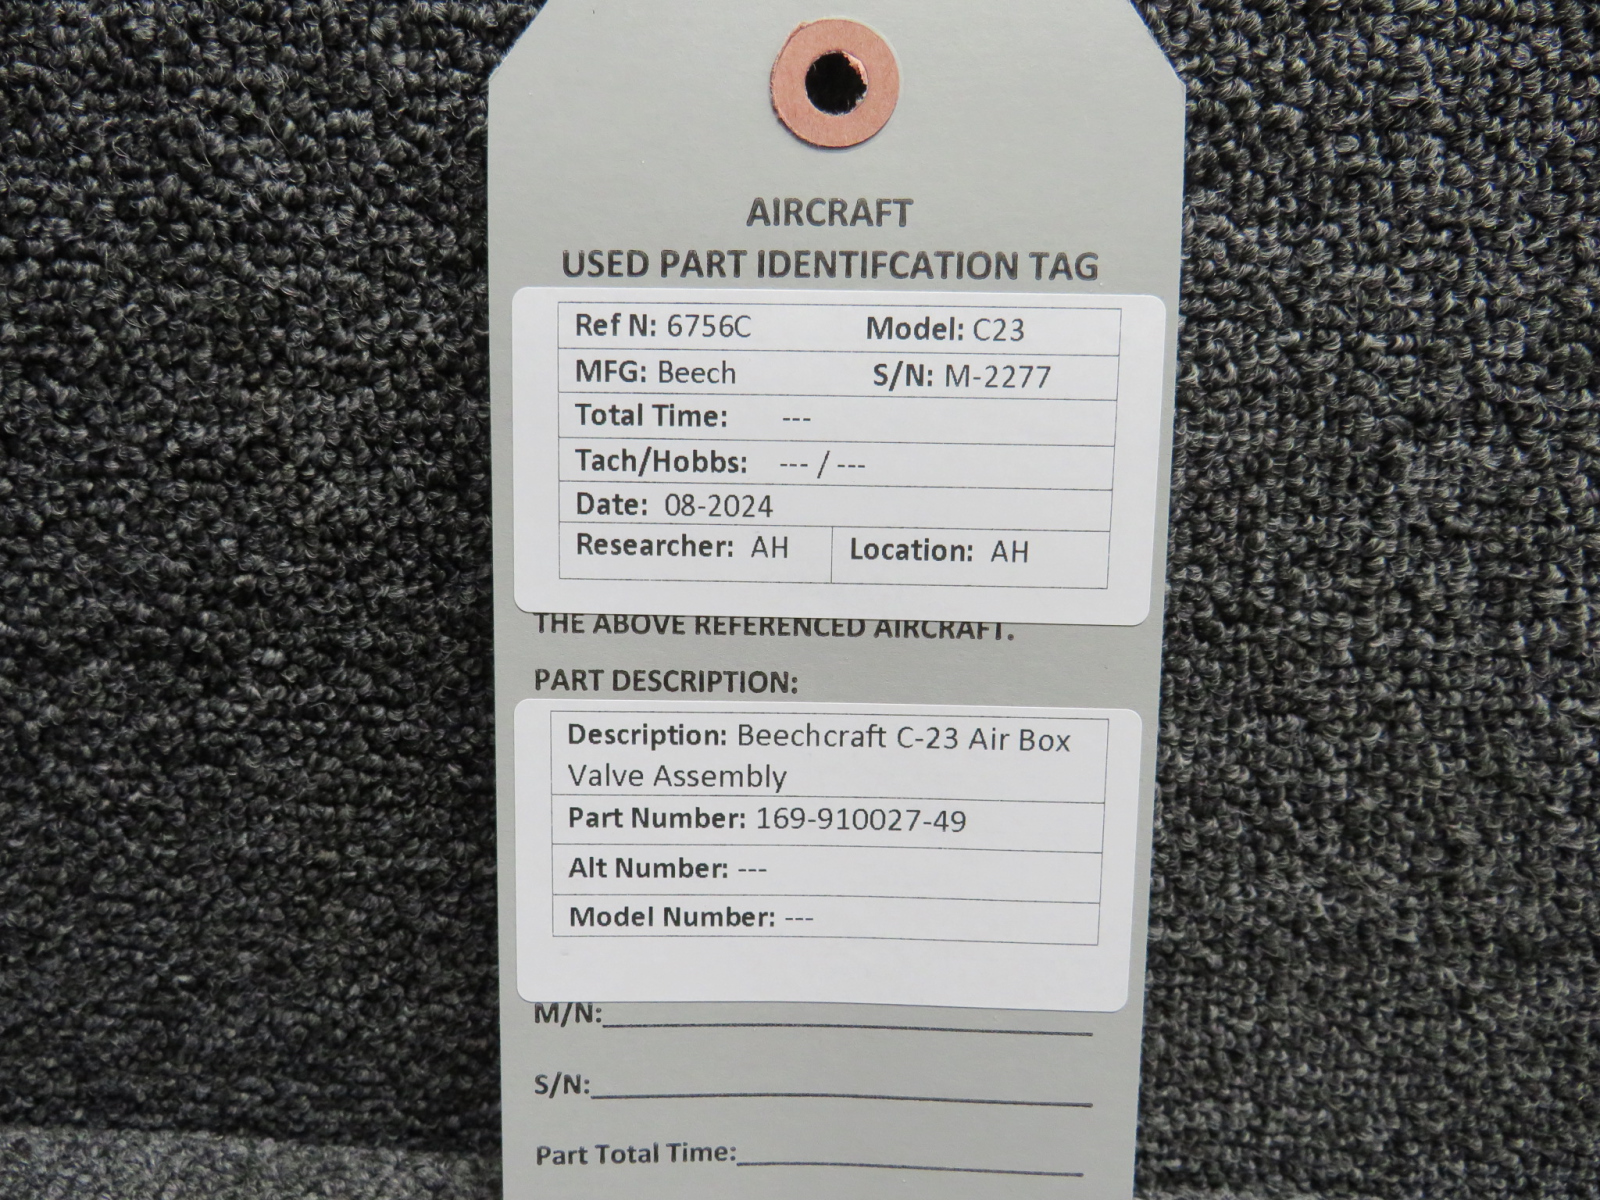 AIRCRAFT
USED PART IDENTIFCATION TAG
Ref N: 6756C Model: C23
MFG: Beech S/N: M-2277
Total Time: ---
Tach/Hobbs: --- / ---
Date: 08-2024
Researcher: AH Location: AH
THE ABOVE REFERENCED AIRCRAFT.
PART DESCRIPTION:
Description: Beechcraft C-23 Air Box
Valve Assembly
Part Number: 169-910027-49
Alt Number: ---
Model Number: ---
M/N:
S/N:
Part Total Time: